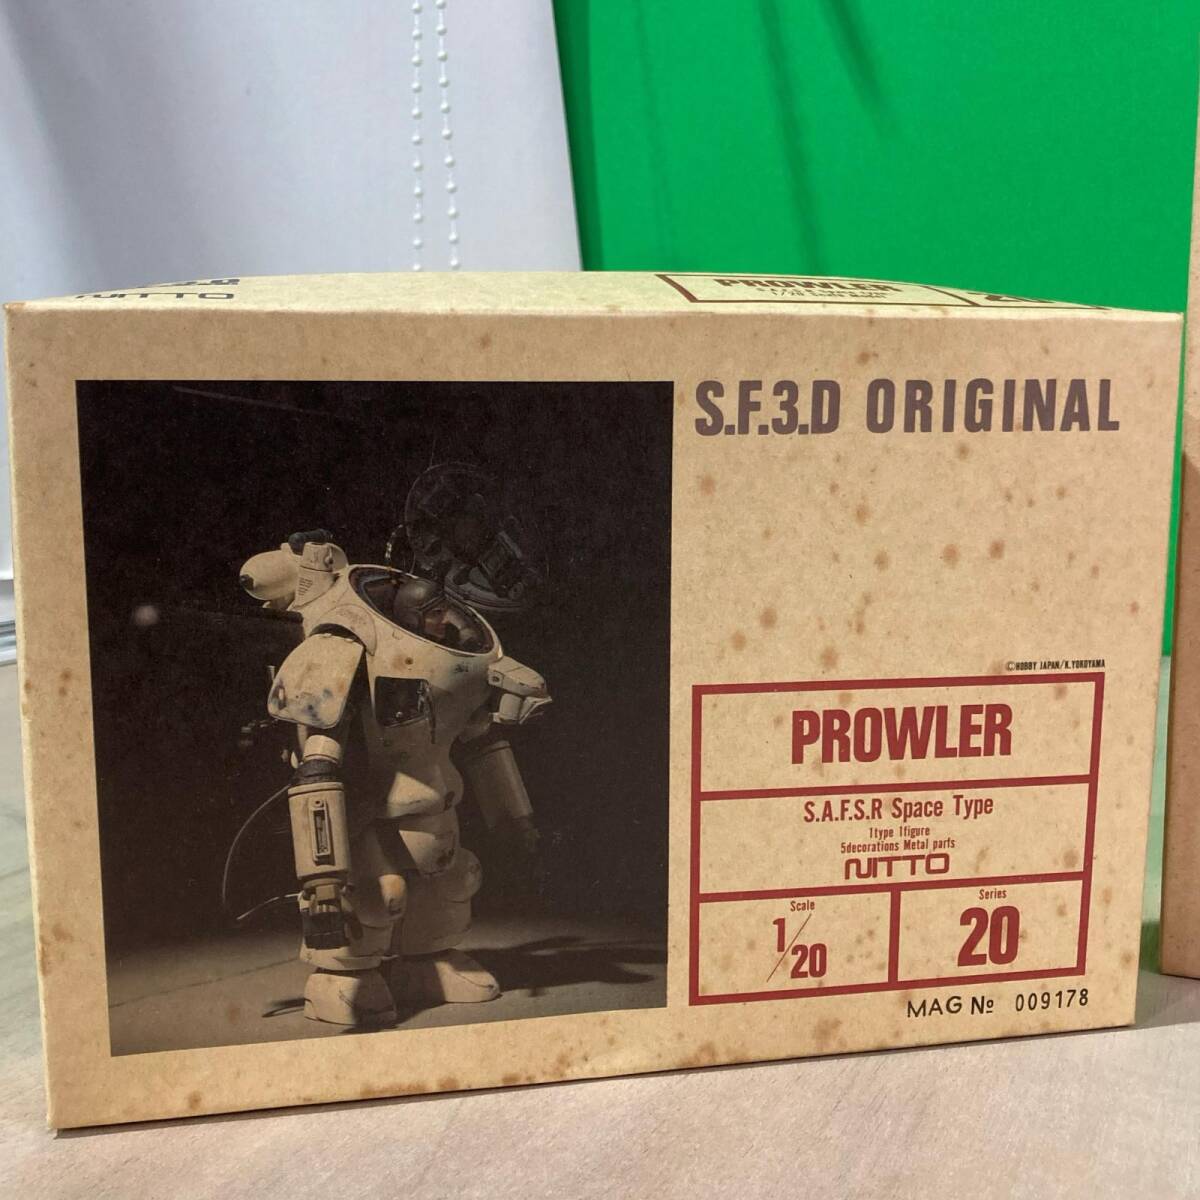 NITTO
PROWLER
20
S.F.3.D ORIGINAL
©HOBBY JAPAN/K.YOKOYAMA
PROWLER
S.A.F.S.R Space Type
1type 1figure
5decorations Metal parts
NITTO
Scale
1/20
Series
20
MAG № 009178